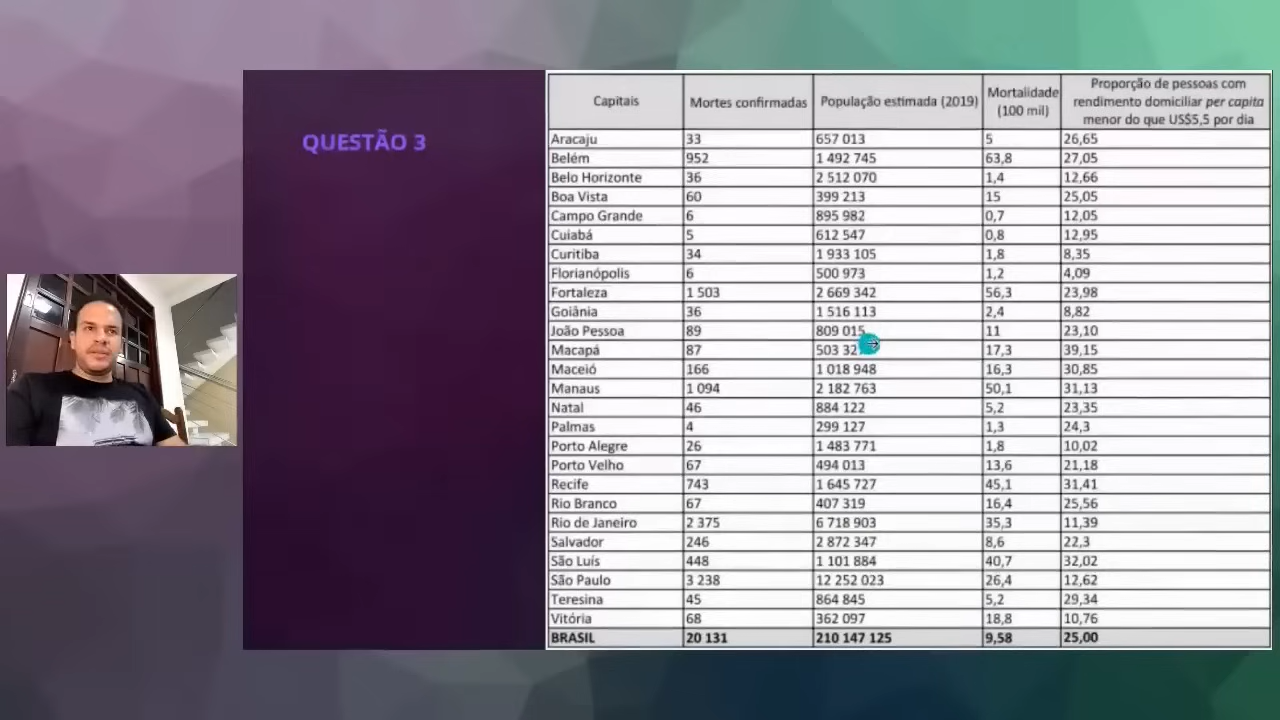 QUESTÃO 3
Capitais Mortes confirmadas População estimada (2019) Mortalidade (100 mil) Proporção de pessoas com rendimento domiciliar per capita menor do que US$5,5 por dia
Aracaju 33 657 013 5 26,65
Belém 952 1 492 745 63,8 27,05
Belo Horizonte 36 2 512 070 1,4 12,66
Boa Vista 60 399 213 15 25,05
Campo Grande 6 895 982 0,7 12,05
Cuiabá 5 612 547 0,8 12,95
Curitiba 34 1 933 105 1,8 8,35
Florianópolis 6 500 973 1,2 4,09
Fortaleza 1 503 2 669 342 56,3 23,98
Goiânia 36 1 516 113 2,4 8,82
João Pessoa 89 809 015 11 23,10
Macapá 87 503 32 17,3 39,15
Maceió 166 1 018 948 16,3 30,85
Manaus 1 094 2 182 763 50,1 31,13
Natal 46 884 122 5,2 23,35
Palmas 4 299 127 1,3 24,3
Porto Alegre 26 1 483 771 1,8 10,02
Porto Velho 67 494 013 13,6 21,18
Recife 743 1 645 727 45,1 31,41
Rio Branco 67 407 319 16,4 25,56
Rio de Janeiro 2 375 6 718 903 35,3 11,39
Salvador 246 2 872 347 8,6 22,3
São Luís 448 1 101 884 40,7 32,02
São Paulo 3 238 12 252 023 26,4 12,62
Teresina 45 864 845 5,2 29,34
Vitória 68 362 097 18,8 10,76
BRASIL 20 131 210 147 125 9,58 25,00